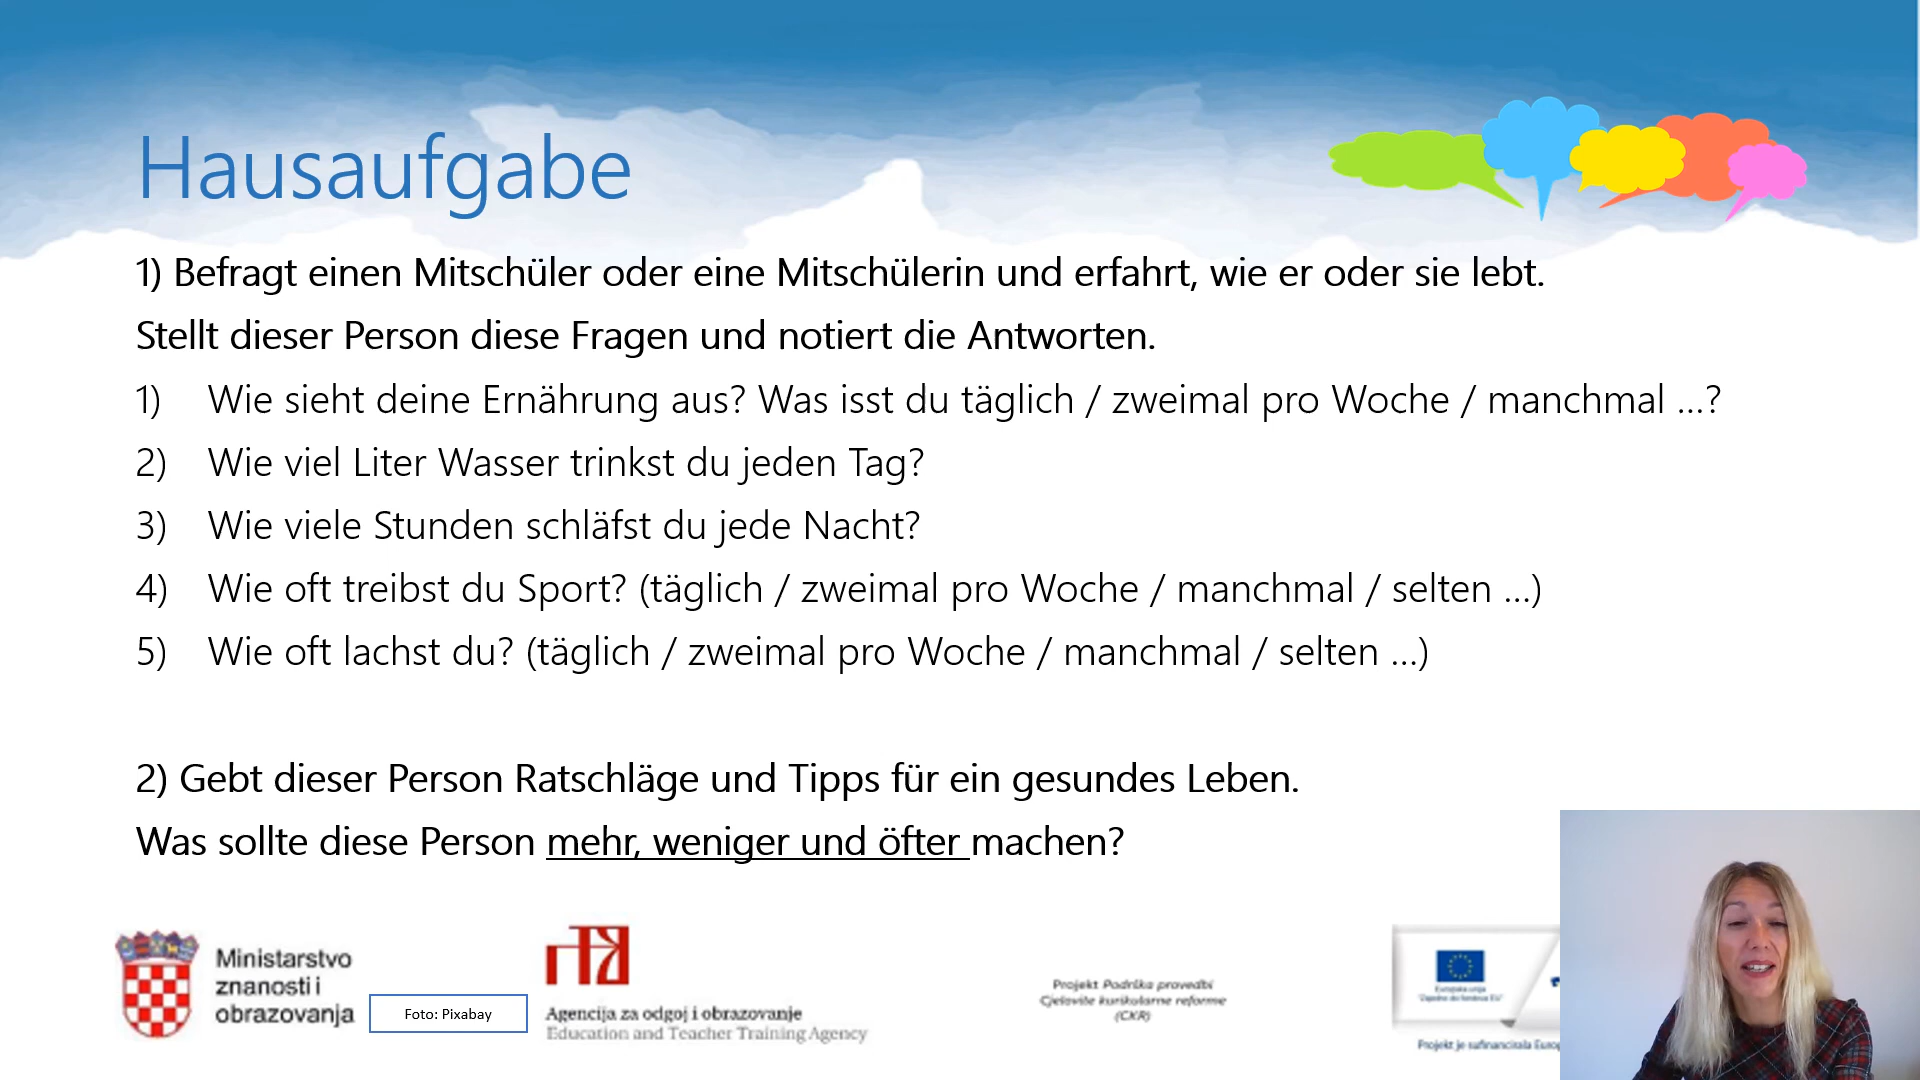 Hausaufgabe
1) Befragt einen Mitschüler oder eine Mitschülerin und erfahrt, wie er oder sie lebt.
Stellt dieser Person diese Fragen und notiert die Antworten.
1) Wie sieht deine Ernährung aus? Was isst du täglich / zweimal pro Woche / manchmal ...?
2) Wie viel Liter Wasser trinkst du jeden Tag?
3) Wie viele Stunden schläfst du jede Nacht?
4) Wie oft treibst du Sport? (täglich / zweimal pro Woche / manchmal / selten ...)
5) Wie oft lachst du? (täglich / zweimal pro Woche / manchmal / selten ...)
2) Gebt dieser Person Ratschläge und Tipps für ein gesundes Leben.
Was sollte diese Person mehr, weniger und öfter machen?
Ministarstvo
znanosti i
obrazovanja
Foto: Pixabay
Agencija za odgoj i obrazovanje
Education and Teacher Training Agency
Projekt Podrška provedbi
Cjelovite kurikularne reforme
(CKR)
Europska unija
Projekt je sufinancirala Europ